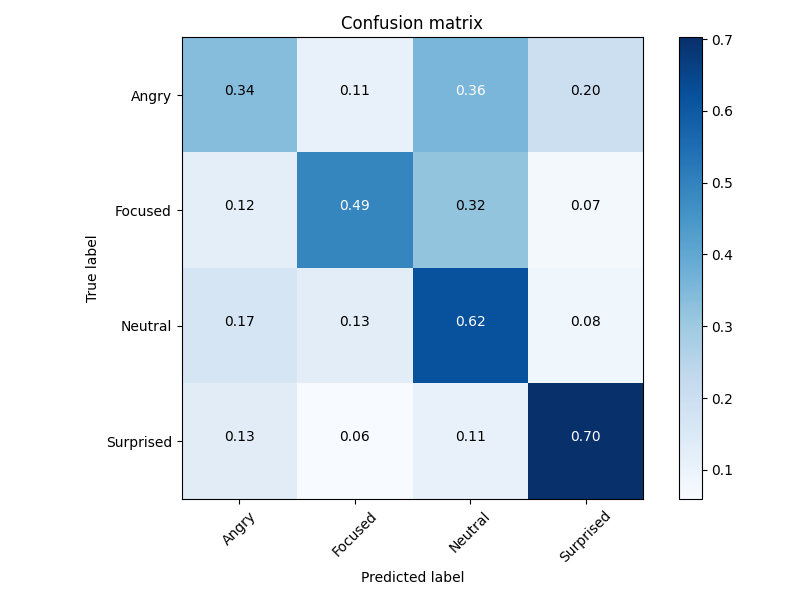 Confusion matrix
Angry 0.34 0.11 0.36 0.20
Focused 0.12 0.49 0.32 0.07
Neutral 0.17 0.13 0.62 0.08
Surprised 0.13 0.06 0.11 0.70
True label
Angry Focused Neutral Surprised
Predicted label
0.7
0.6
0.5
0.4
0.3
0.2
0.1